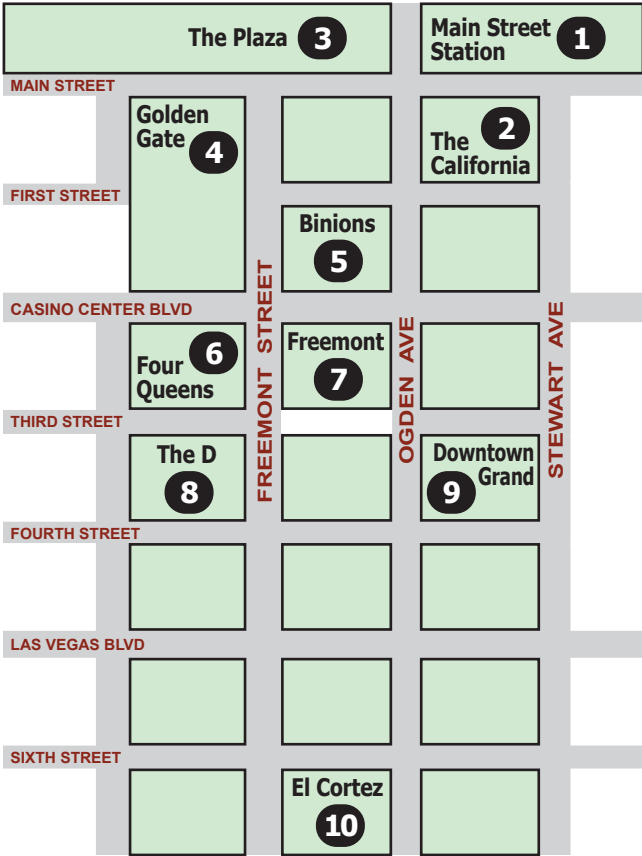 The Plaza 3
Main Street
Station 1
MAIN STREET
Golden
Gate 4
2
The
California
FIRST STREET
Binions
5
CASINO CENTER BLVD
FREEMONT STREET
OGDEN AVE
STEWART AVE
6
Four
Queens
Freemont
7
THIRD STREET
The D
8
Downtown
Grand
9
FOURTH STREET
LAS VEGAS BLVD
SIXTH STREET
El Cortez
10